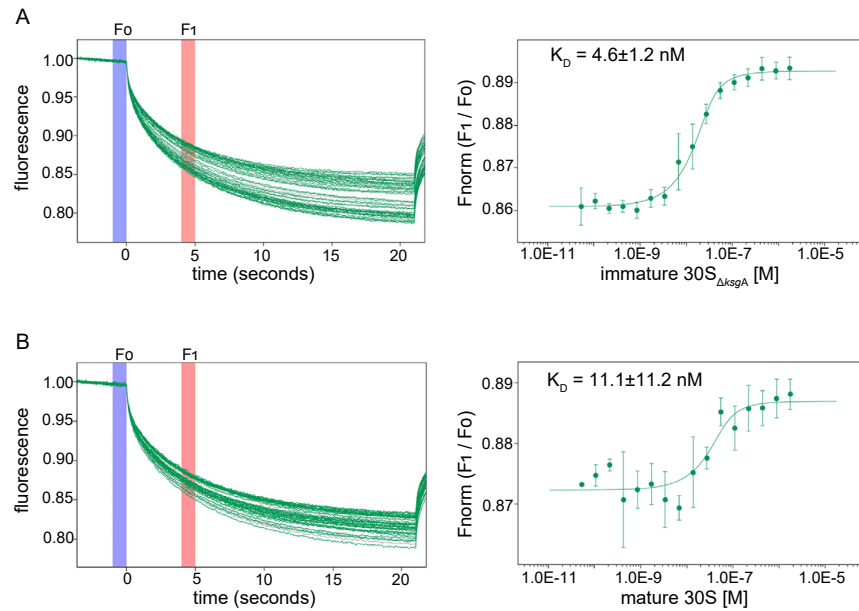 A
F0 F1
1.00
0.95
0.90
0.85
0.80
fluorescence
0 5 10 15 20
time (seconds)
KD = 4.6±1.2 nM
0.89
0.88
0.87
0.86
Fnorm (F1 / F0)
1.0E-11 1.0E-9 1.0E-7 1.0E-5
immature 30SΔksgA [M]
B
F0 F1
1.00
0.95
0.90
0.85
0.80
fluorescence
0 5 10 15 20
time (seconds)
KD = 11.1±11.2 nM
0.89
0.88
0.87
Fnorm (F1 / F0)
1.0E-11 1.0E-9 1.0E-7 1.0E-5
mature 30S [M]